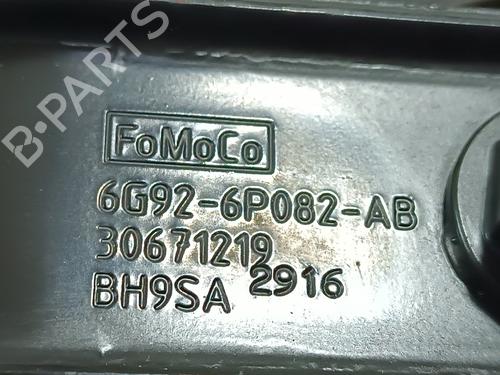 B-PARTS
FoMoCo
6G92-6P082-AB
30671219
BH9SA 2916